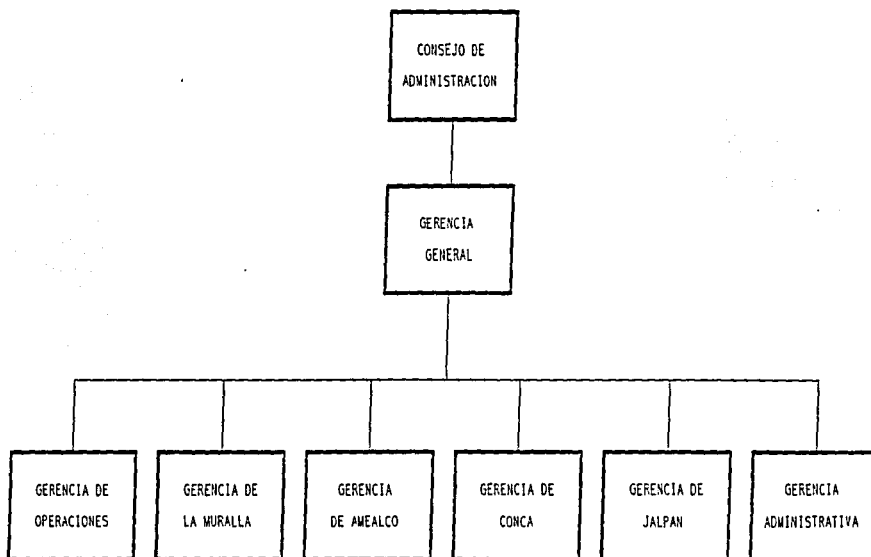 CONSEJO DE
ADMINISTRACION
GERENCIA
GENERAL
GERENCIA DE
OPERACIONES
GERENCIA DE
LA MURALLA
GERENCIA
DE AMEALCO
GERENCIA DE
CONCA
GERENCIA DE
JALPAN
GERENCIA
ADMINISTRATIVA